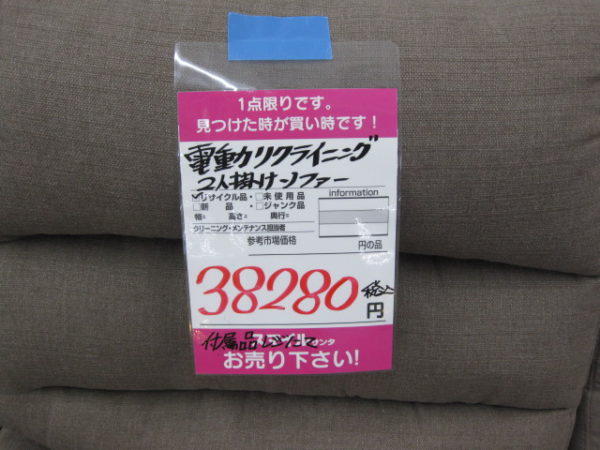 1点限りです。
見つけた時が買い時です!
電動リクライニング
2人掛けソファー
☑リサイクル品・□未使用品
□新品・□ジャンク品
information
幅= 高さ= 奥行=
クリーニング・メンテナンス担当者
参考市場価格
円の品
38280 税込
円
付属品レジにて
お売り下さい!